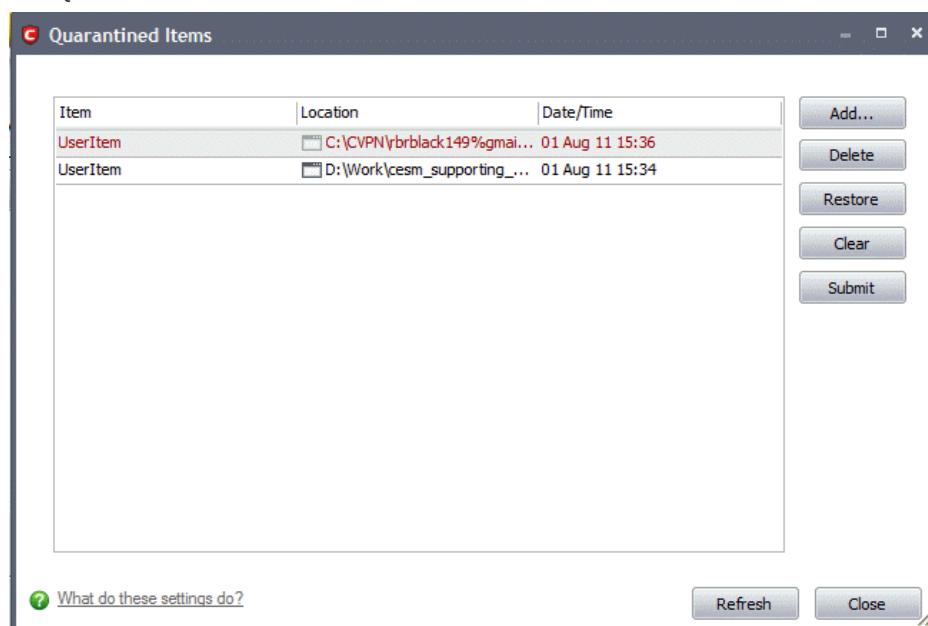 Quarantined Items
Item Location Date/Time
UserItem C:\CVPN\rbrblack149%gmai... 01 Aug 11 15:36
UserItem D:\Work\cesm_supporting_... 01 Aug 11 15:34
Add...
Delete
Restore
Clear
Submit
What do these settings do?
Refresh Close